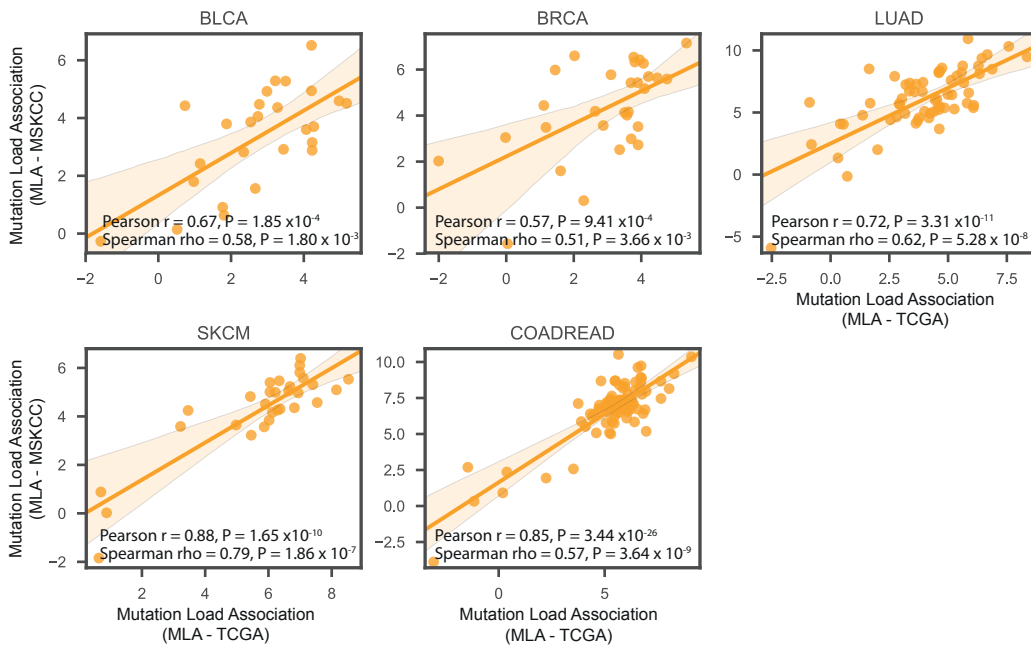 BLCA
BRCA
LUAD
Mutation Load Association
(MLA - MSKCC)
6
4
2
0
−2
0
2
4
Pearson r = 0.67, P = 1.85 x10-4
Spearman rho = 0.58, P = 1.80 x 10-3
6
4
2
0
−2
−2
0
2
4
Pearson r = 0.57, P = 9.41 x10-4
Spearman rho = 0.51, P = 3.66 x10-3
10
5
0
−5
−2.5
0.0
2.5
5.0
7.5
Pearson r = 0.72, P = 3.31 x10-11
Spearman rho = 0.62, P = 5.28 x 10-8
Mutation Load Association
(MLA - TCGA)
SKCM
COADREAD
Mutation Load Association
(MLA - MSKCC)
6
4
2
0
−2
2
4
6
8
Pearson r = 0.88, P = 1.65 x10-10
Spearman rho = 0.79, P = 1.86 x 10-7
Mutation Load Association
(MLA - TCGA)
10.0
7.5
5.0
2.5
0.0
−2.5
0
5
Pearson r = 0.85, P = 3.44 x10-26
Spearman rho = 0.57, P = 3.64 x10-9
Mutation Load Association
(MLA - TCGA)